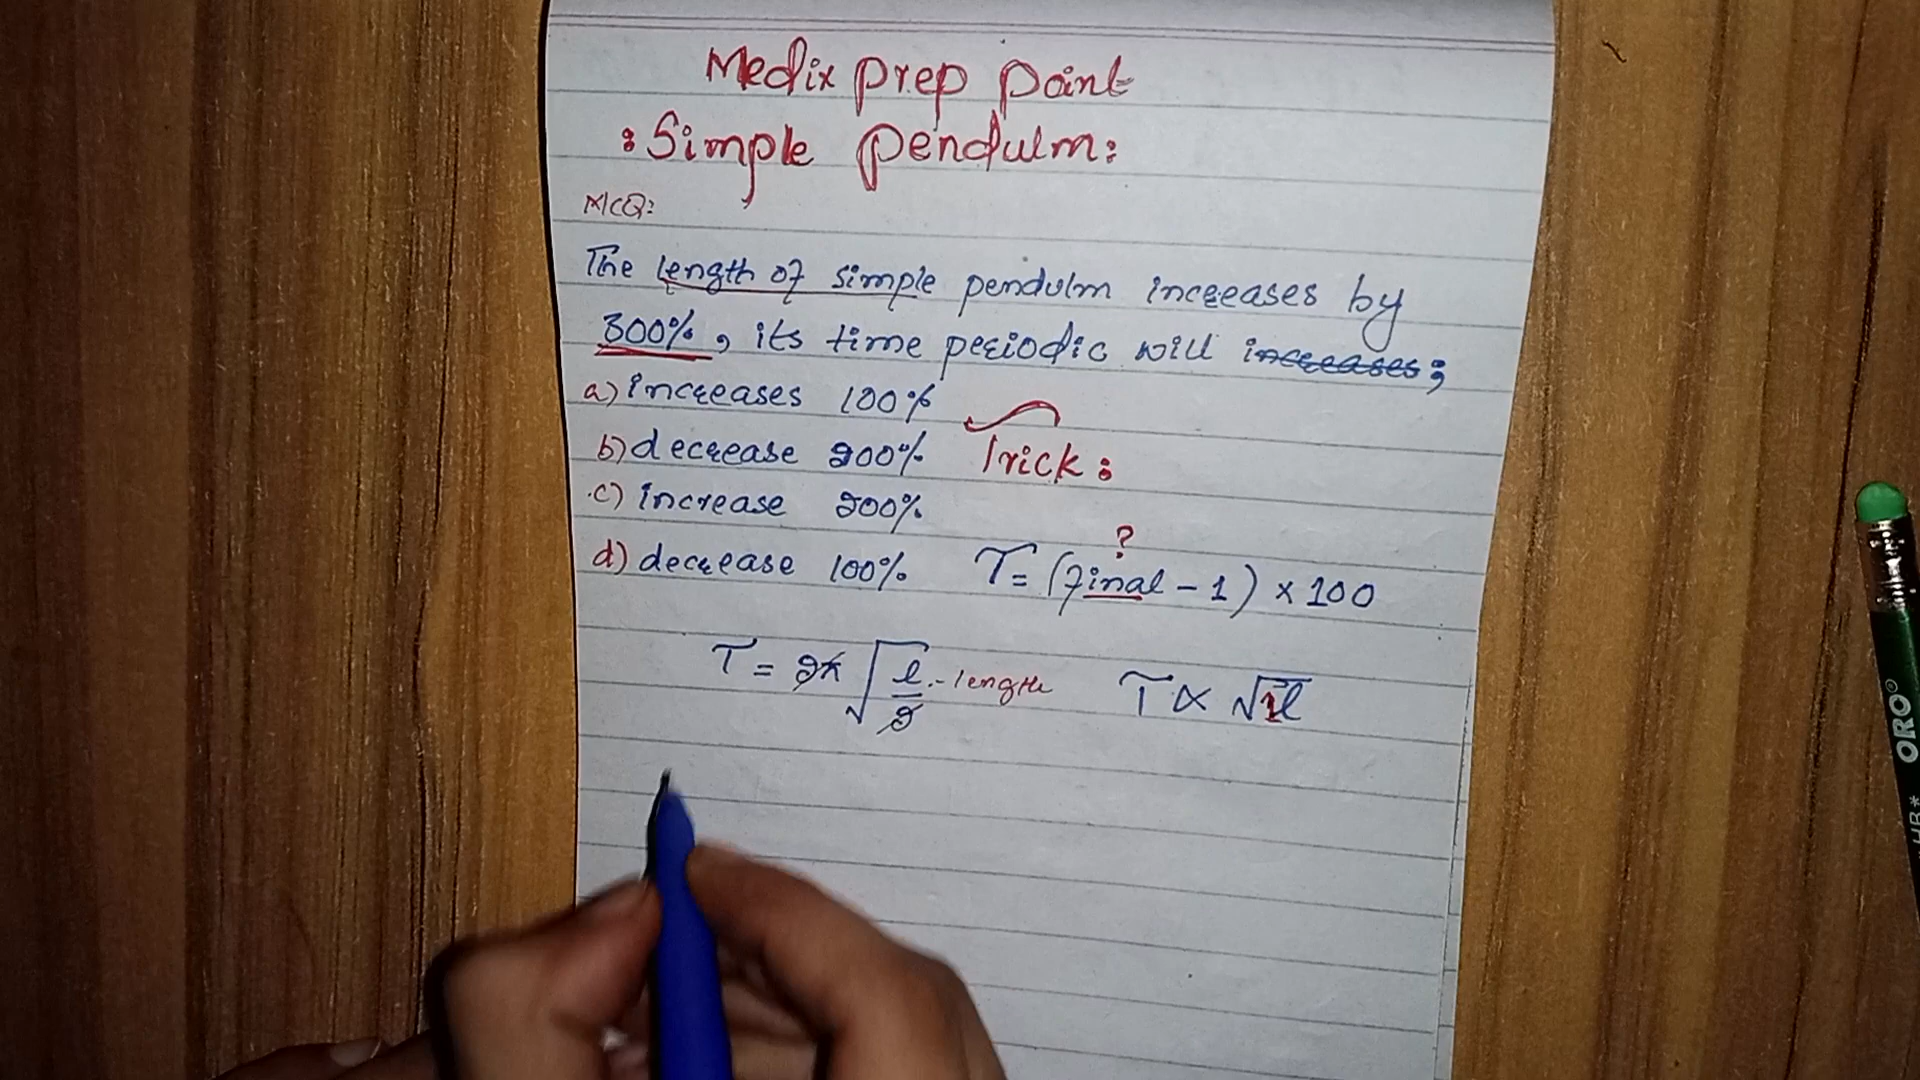 Medix Prep Point
: Simple Pendulm :
MCQ:
The length of simple pendulm increases by
300%, its time periodic will increases ;
a) increases 100%
b) decrease 200% Trick :
c) increase 200%
?
d) decrease 100% T = (final - 1) × 100
T = 2π √l/g - length T ∝ √1l
ORO®
HB*